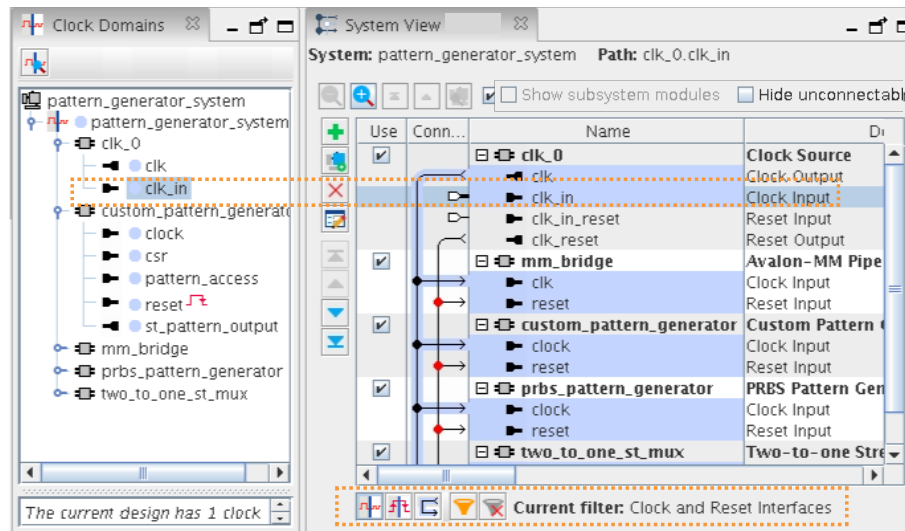 Clock Domains
pattern_generator_system
pattern_generator_system
clk_0
clk
clk_in
clock
csr
pattern_access
reset
st_pattern_output
mm_bridge
prbs_pattern_generator
two_to_one_st_mux
The current design has 1 clock
System View
System: pattern_generator_system Path: clk_0.clk_in
Show subsystem modules Hide
Use Conn... Name
clk_0 Clock Source
clk Clock Output
clk_in Clock Input
clk_in_reset Reset Input
clk_reset Reset Output
mm_bridge Avalon-MM Pipe
clk Clock Input
reset Reset Input
custom_pattern_generator Custom Pattern
clock Clock Input
reset Reset Input
prbs_pattern_generator PRBS Pattern Gen
clock Clock Input
reset Reset Input
two_to_one_st_mux Two-to-one Stre
Current filter: Clock and Reset Interfaces